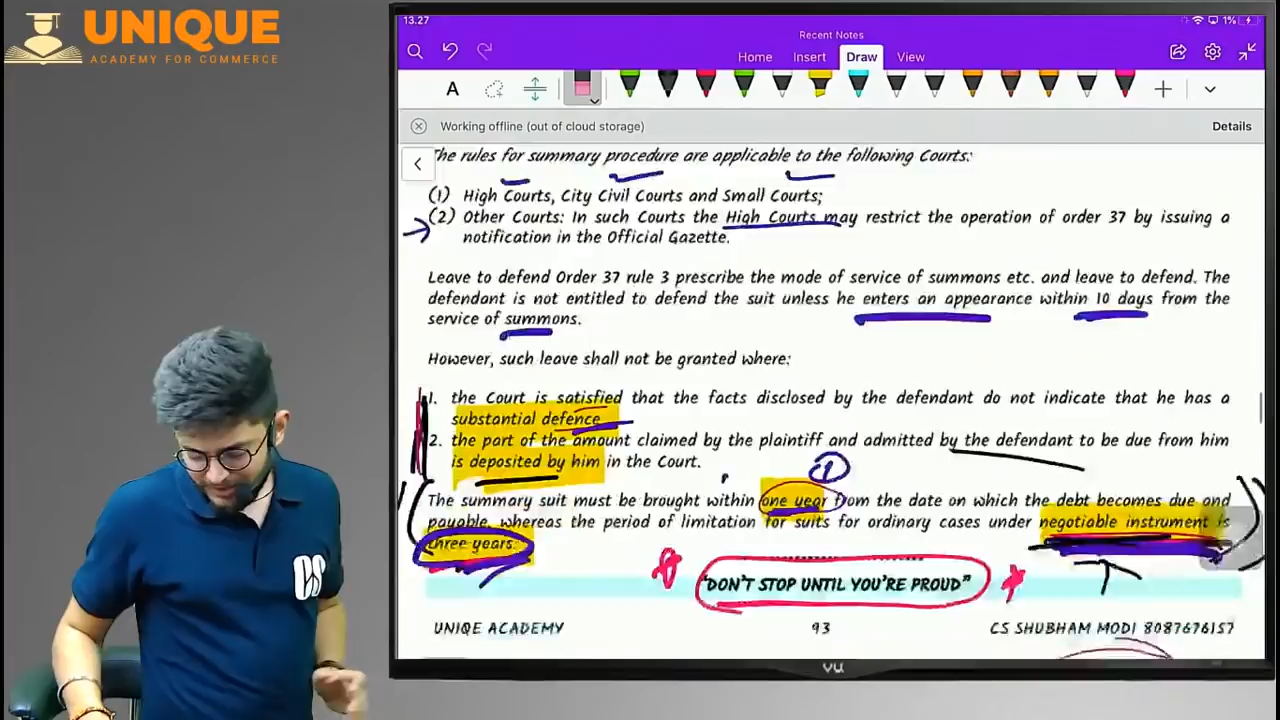 UNIQUE
ACADEMY FOR COMMERCE
13.27
1%
Recent Notes
Home Insert Draw View
A
Working offline (out of cloud storage)
Details
The rules for summary procedure are applicable to the following Courts:
(1) High Courts, City Civil Courts and Small Courts;
(2) Other Courts: In such Courts the High Courts may restrict the operation of order 37 by issuing a
notification in the Official Gazette.
Leave to defend Order 37 rule 3 prescribe the mode of service of summons etc. and leave to defend. The
defendant is not entitled to defend the suit unless he enters an appearance within 10 days from the
service of summons.
However, such leave shall not be granted where:
1. the Court is satisfied that the facts disclosed by the defendant do not indicate that he has a
substantial defence
2. the part of the amount claimed by the plaintiff and admitted by the defendant to be due from him
is deposited by him in the Court.
1
The summary suit must be brought within one year from the date on which the debt becomes due and
payable, whereas the period of limitation for suits for ordinary cases under negotiable instrument is
three years.
"DON'T STOP UNTIL YOU'RE PROUD"
UNIQE ACADEMY 93 CS SHUBHAM MODI 8087676157
VU
CS